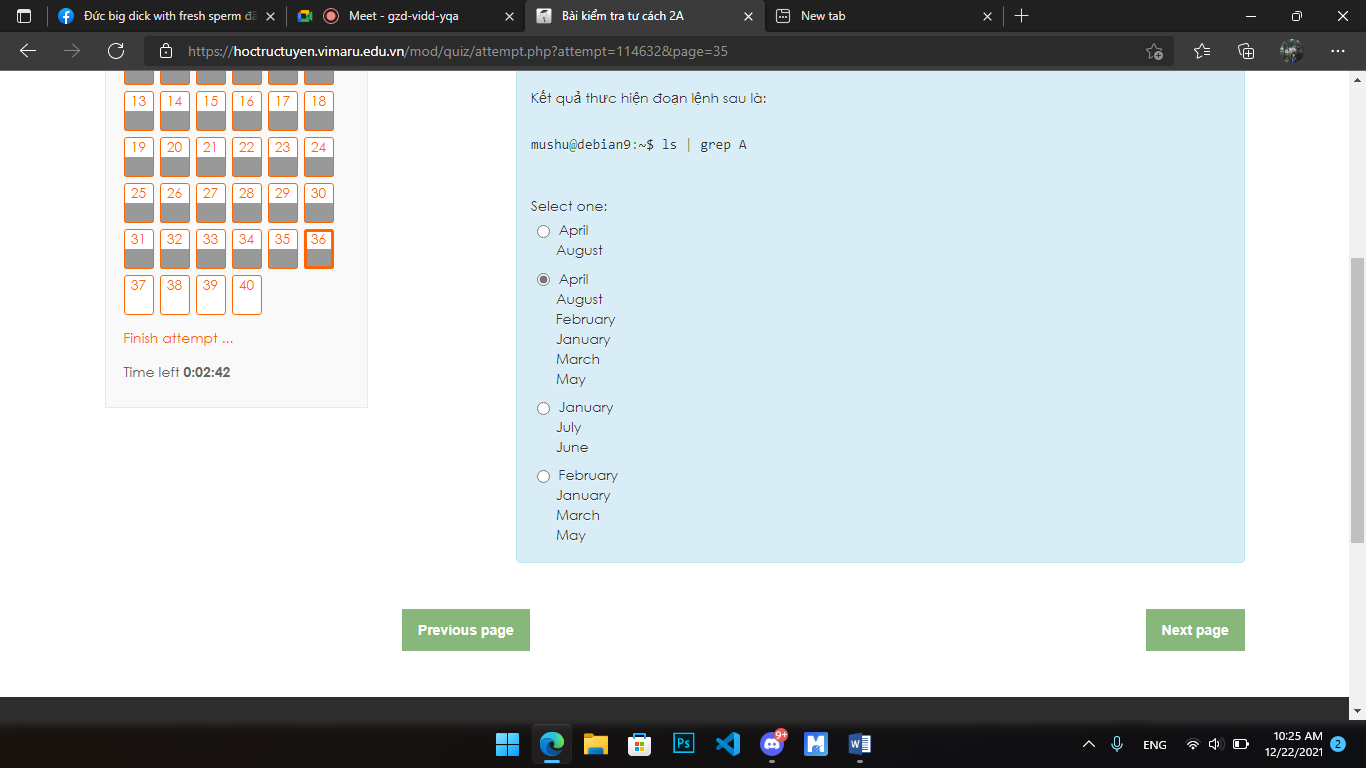 Đức big dick with fresh sperm đã
Meet - gzd-vidd-yqa
Bài kiểm tra tư cách 2A
New tab
https://hoctructuyen.vimaru.edu.vn/mod/quiz/attempt.php?attempt=114632&page=35
13 14 15 16 17 18
19 20 21 22 23 24
25 26 27 28 29 30
31 32 33 34 35 36
37 38 39 40
Finish attempt ...
Time left 0:02:42
Kết quả thực hiện đoạn lệnh sau là:
mushu@debian9:~$ ls | grep A
Select one:
April
August
April
August
February
January
March
May
January
July
June
February
January
March
May
Previous page
Next page
Ps
9+
ENG
10:25 AM
12/22/2021
2